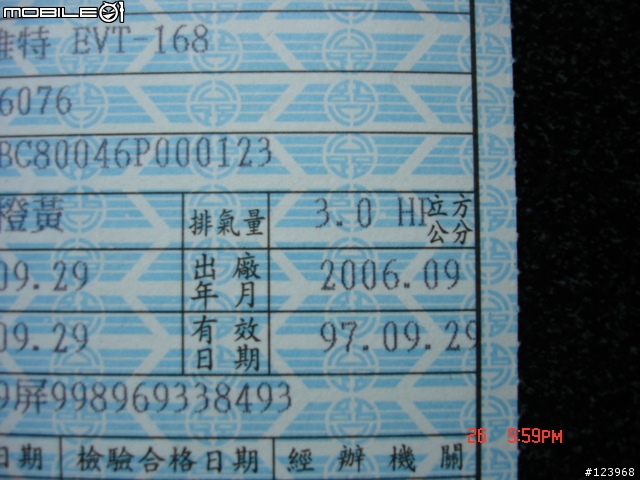 MOBILE01
維特 EVT-168
6076
BC80046P000123
橙黃 排氣量 3.0 HP 立方公分
09.29 出廠年月 2006.09
09.29 有效日期 97.09.29
9屏998969338493
日期 檢驗合格日期 經辦機關
26 9:59PM
#123968